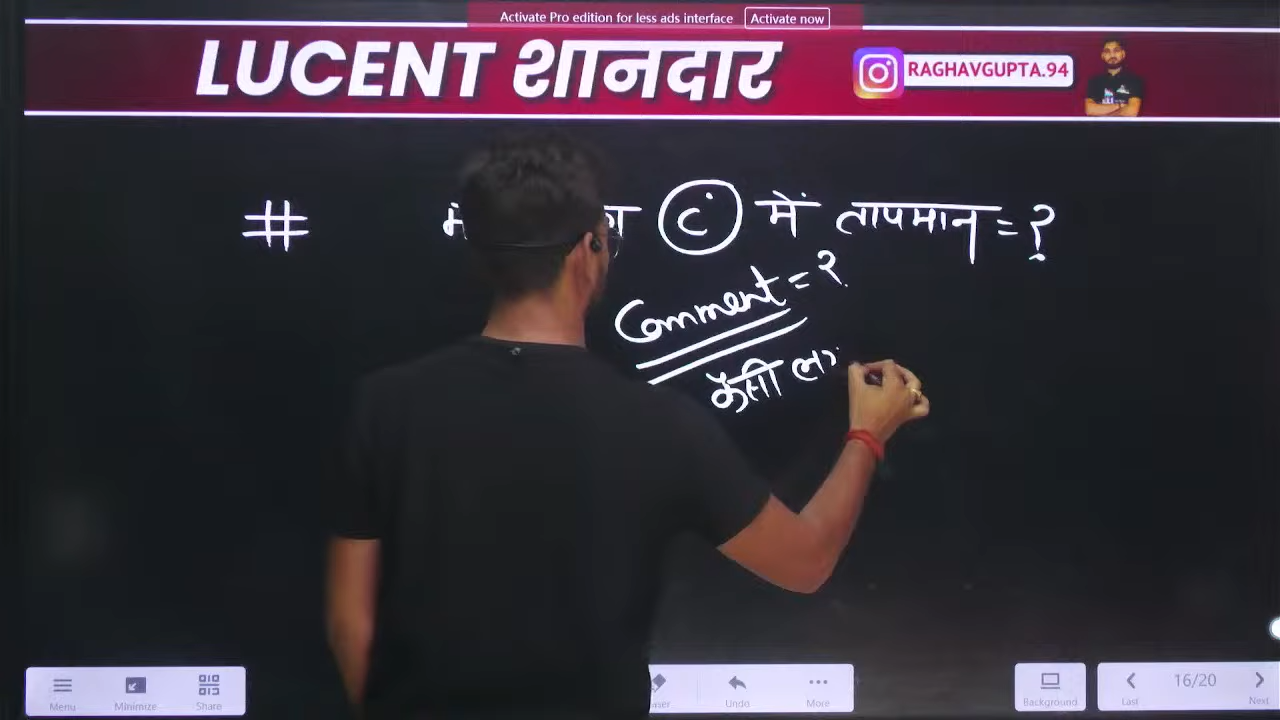 Activate Pro edition for less ads interface Activate now
LUCENT शानदार
RAGHAVGUPTA.94
# C° में तापमान = ?
Comment = ?
कैसी
Menu Minimize Share Undo More Background Last 16/20 Next